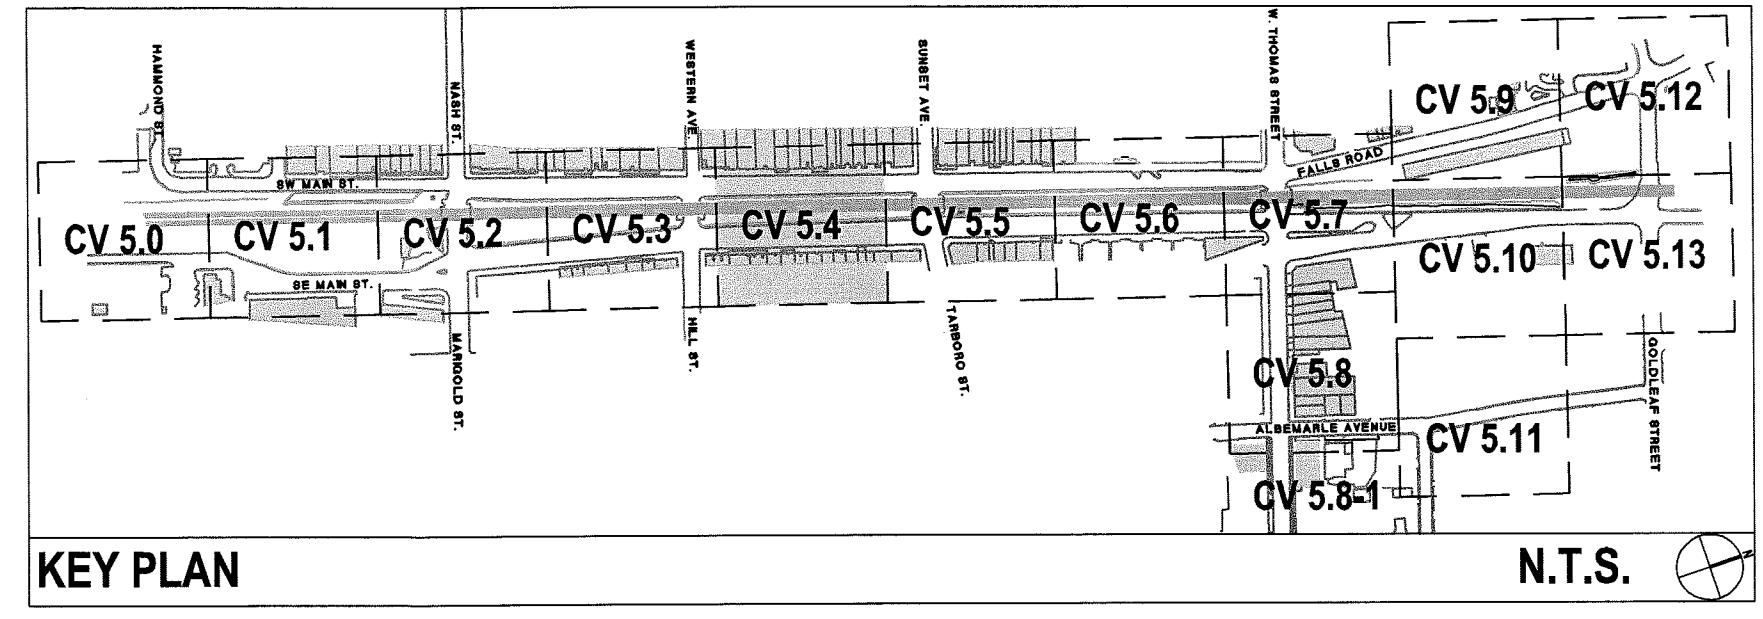 HAMMOND ST.
NASH ST.
WESTERN AVE.
SUNSET AVE.
W. THOMAS STREET
CV 5.9
CV 5.12
FALLS ROAD
SW MAIN ST.
CV 5.0
CV 5.1
CV 5.2
CV 5.3
CV 5.4
CV 5.5
CV 5.6
CV 5.7
CV 5.10
CV 5.13
SE MAIN ST.
MARIGOLD ST.
HILL ST.
TARBORO ST.
GOLDLEAF STREET
CV 5.8
ALBEMARLE AVENUE
CV 5.11
CV 5.8-1
KEY PLAN
N.T.S.
N